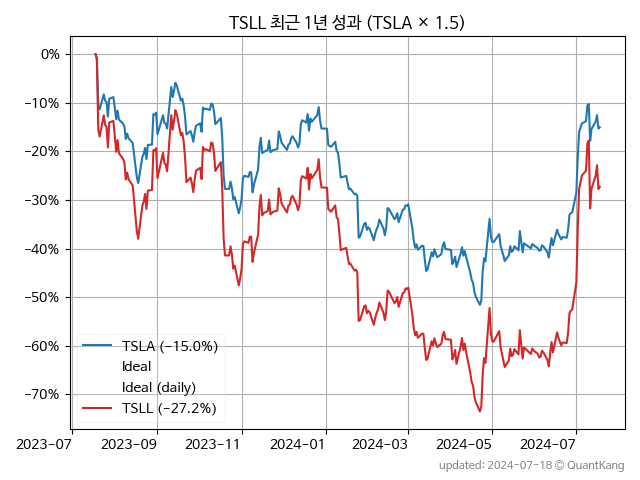 TSLL 최근 1년 성과 (TSLA × 1.5)
0%
−10%
−20%
−30%
−40%
−50%
−60%
−70%
TSLA (−15.0%)
Ideal
Ideal (daily)
TSLL (−27.2%)
2023-07 2023-09 2023-11 2024-01 2024-03 2024-05 2024-07
updated: 2024-07-18 © QuantKang